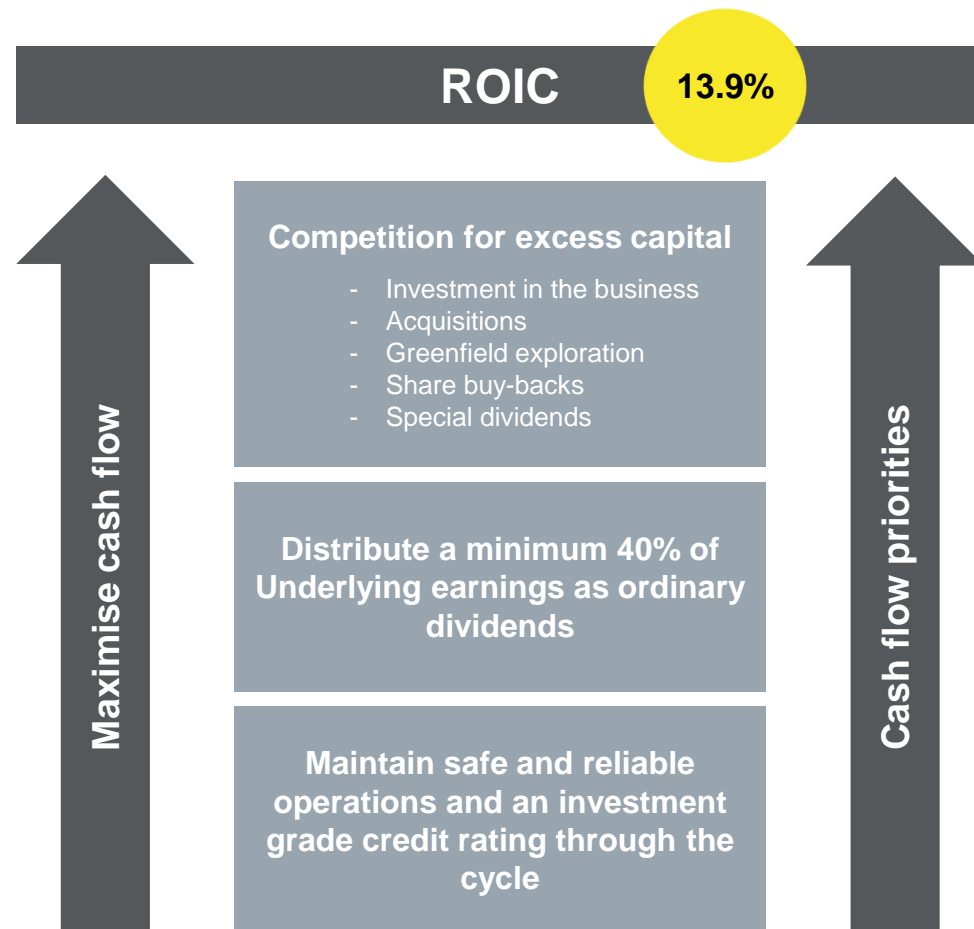 ROIC
13.9%
Maximise cash flow
Competition for excess capital
- Investment in the business
- Acquisitions
- Greenfield exploration
- Share buy-backs
- Special dividends
Distribute a minimum 40% of
Underlying earnings as ordinary
dividends
Maintain safe and reliable
operations and an investment
grade credit rating through the
cycle
Cash flow priorities